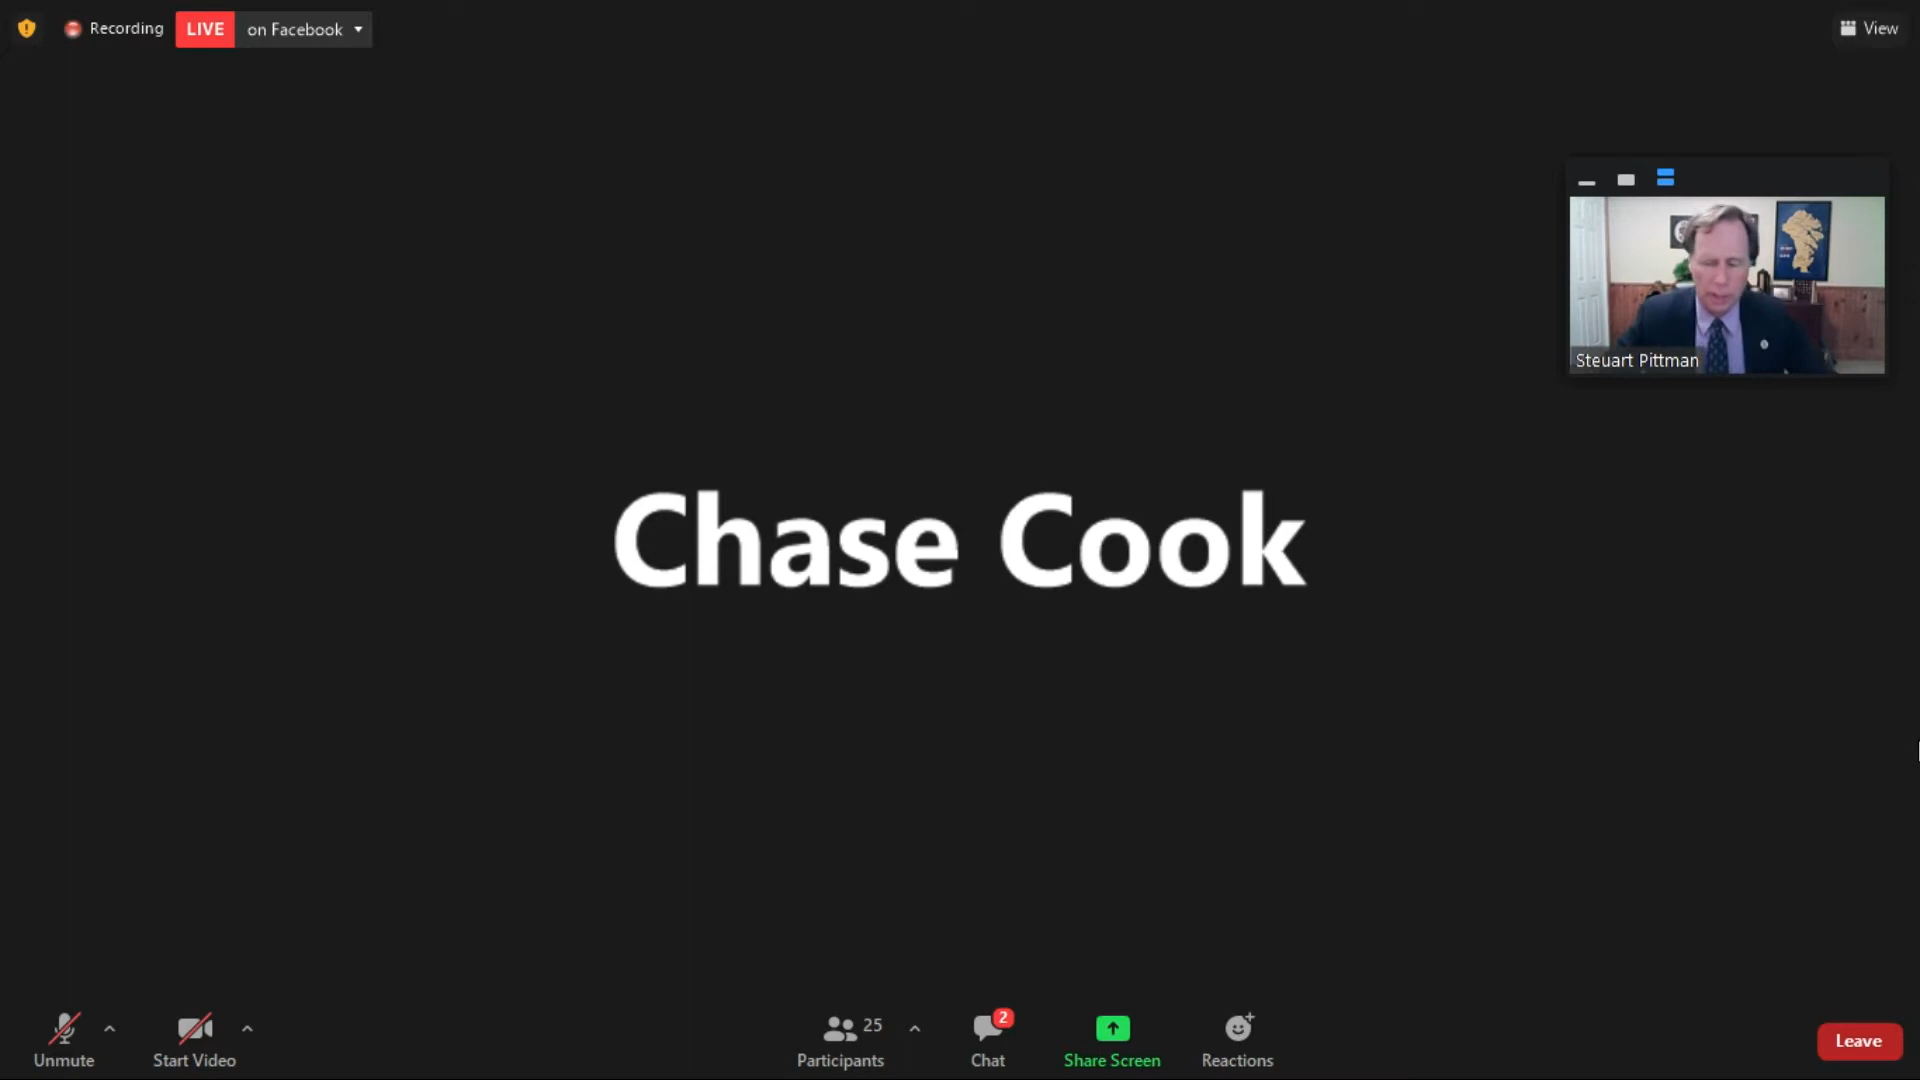 Recording
LIVE on Facebook
View
Steuart Pittman
Chase Cook
Unmute
Start Video
25
Participants
2
Chat
Share Screen
Reactions
Leave